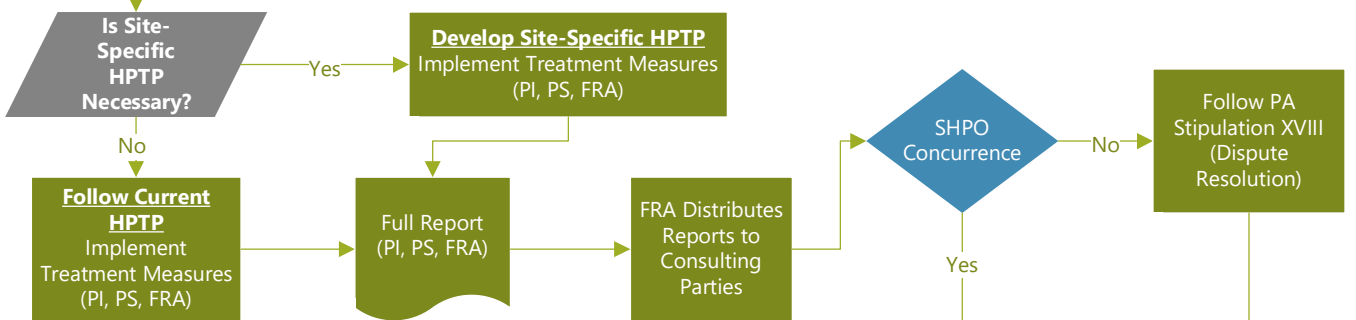 Is Site-
Specific
HPTP
Necessary?
Yes
Develop Site-Specific HPTP
Implement Treatment Measures
(PI, PS, FRA)
No
Follow Current
HPTP
Implement
Treatment Measures
(PI, PS, FRA)
Full Report
(PI, PS, FRA)
FRA Distributes
Reports to
Consulting
Parties
SHPO
Concurrence
No
Follow PA
Stipulation XVIII
(Dispute
Resolution)
Yes